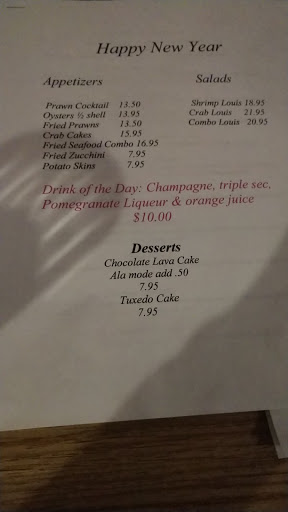 Happy New Year
Appetizers
Prawn Cocktail 13.50
Oysters ½ shell 13.95
Fried Prawns 13.50
Crab Cakes 15.95
Fried Seafood Combo 16.95
Fried Zucchini 7.95
Potato Skins 7.95
Salads
Shrimp Louis 18.95
Crab Louis 21.95
Combo Louis 20.95
Drink of the Day: Champagne, triple sec,
Pomegranate Liqueur & orange juice
$10.00
Desserts
Chocolate Lava Cake
Ala mode add .50
7.95
Tuxedo Cake
7.95